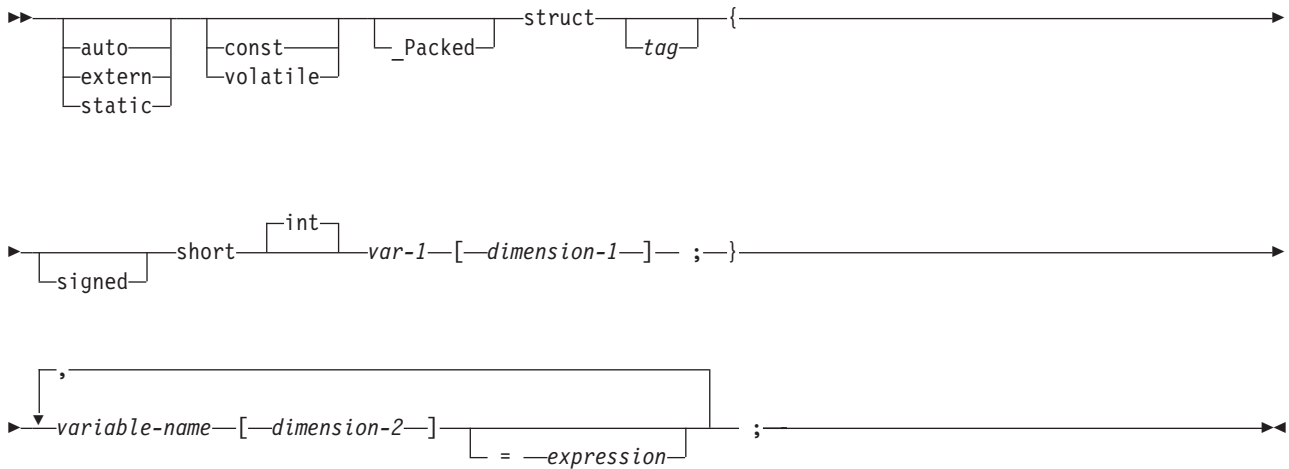 struct {
auto const _Packed tag
extern volatile
static
int
short var-1 [ dimension-1 ] ; }
signed
,
variable-name [ dimension-2 ] ;
= expression